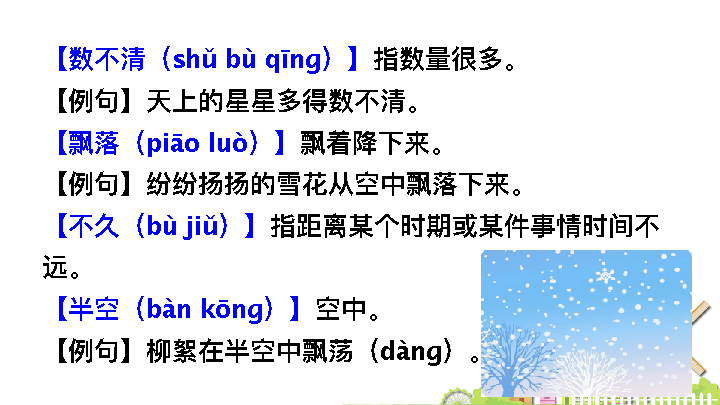 【数不清（shǔ bù qīng）】指数量很多。
【例句】天上的星星多得数不清。
【飘落（piāo luò）】飘着降下来。
【例句】纷纷扬扬的雪花从空中飘落下来。
【不久（bù jiǔ）】指距离某个时期或某件事情时间不
远。
【半空（bàn kōng）】空中。
【例句】柳絮在半空中飘荡（dàng）。